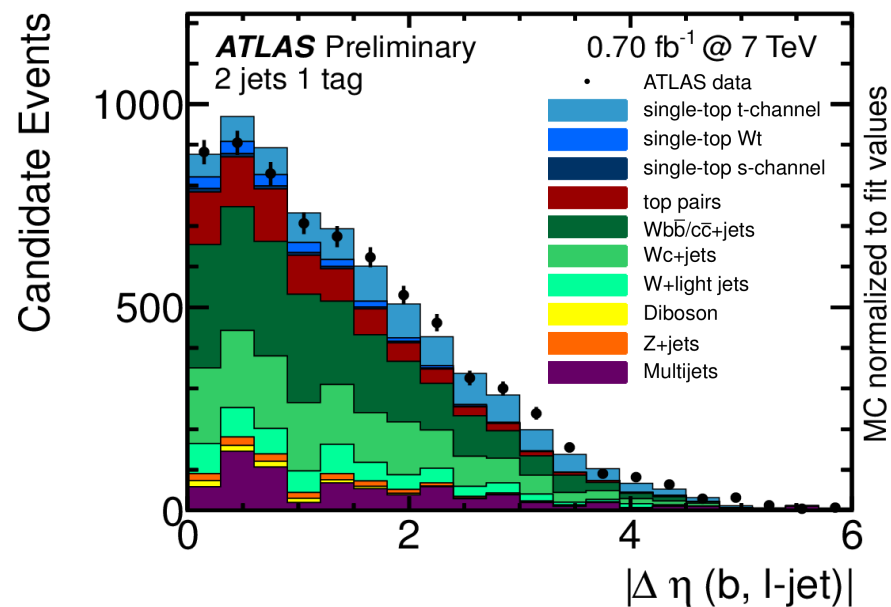 ATLAS Preliminary
0.70 fb⁻¹ @ 7 TeV
2 jets 1 tag
ATLAS data
single-top t-channel
single-top Wt
single-top s-channel
top pairs
Wbb̅/cc̅+jets
Wc+jets
W+light jets
Diboson
Z+jets
Multijets
Candidate Events
1000
500
0
MC normalized to fit values
0 2 4 6
|Δ η (b, l-jet)|